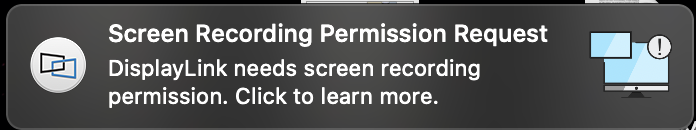 Screen Recording Permission Request
DisplayLink needs screen recording
permission. Click to learn more.